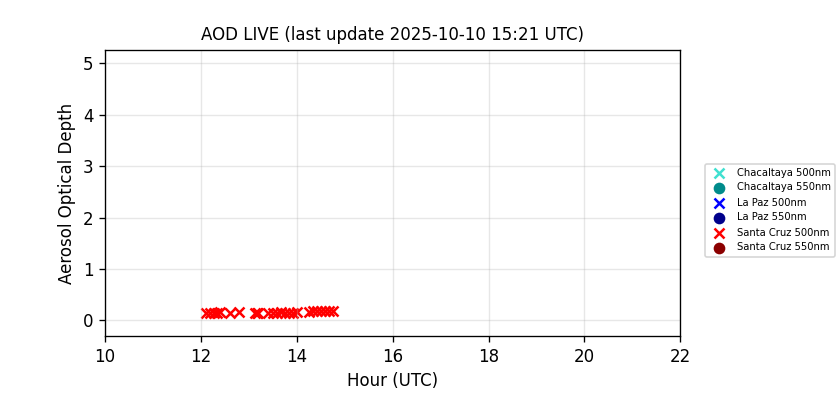 AOD LIVE (last update 2025-10-10 15:21 UTC)
Aerosol Optical Depth
5
4
3
2
1
0
10 12 14 16 18 20 22
Hour (UTC)
Chacaltaya 500nm
Chacaltaya 550nm
La Paz 500nm
La Paz 550nm
Santa Cruz 500nm
Santa Cruz 550nm